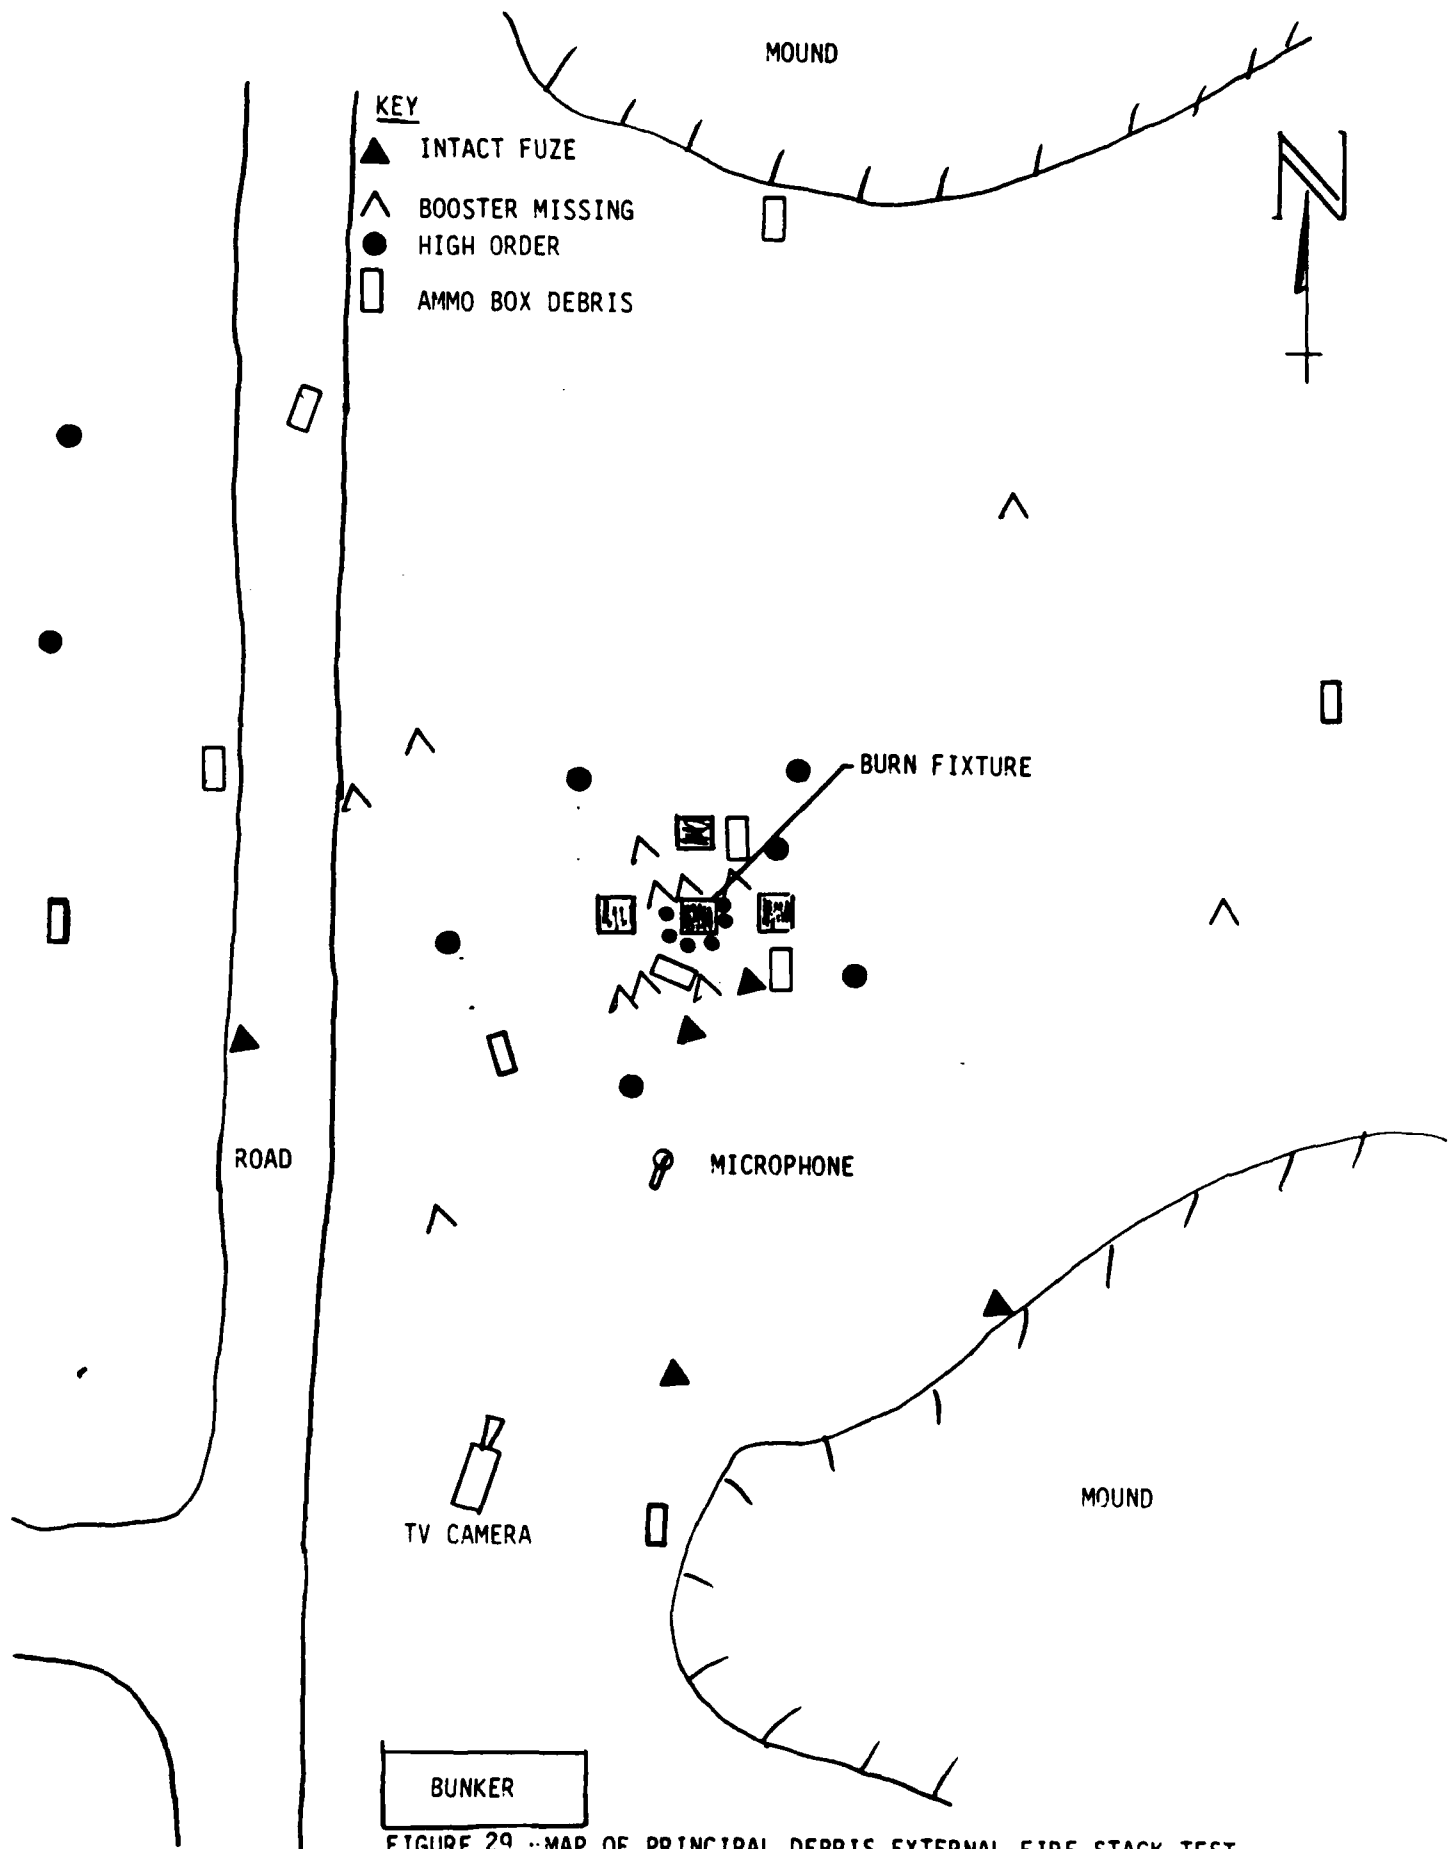 MOUND
KEY
INTACT FUZE
BOOSTER MISSING
HIGH ORDER
AMMO BOX DEBRIS
N
BURN FIXTURE
ROAD
MICROPHONE
TV CAMERA
MOUND
BUNKER
FIGURE 29 MAP OF PRINCIPAL DEBRIS EXTERNAL FIRE STACK TEST